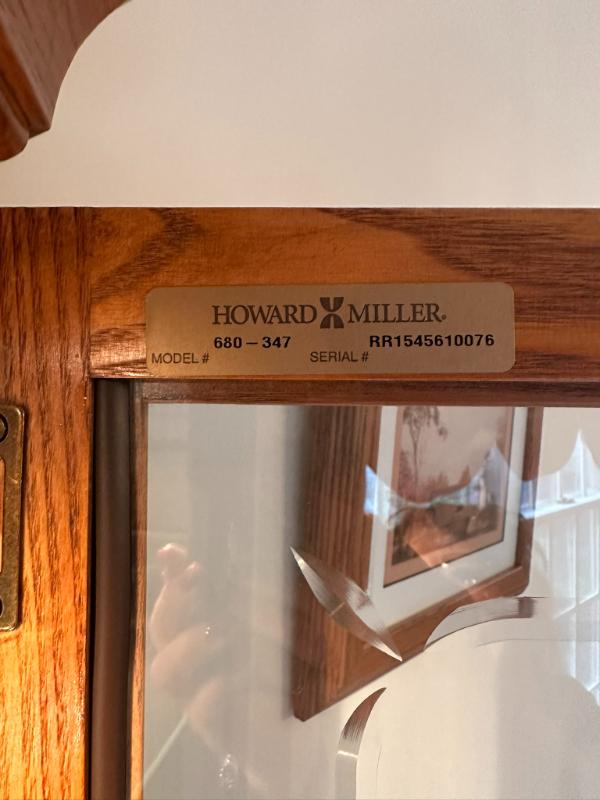 HOWARD MILLER®
680-347 RR1545610076
MODEL # SERIAL #